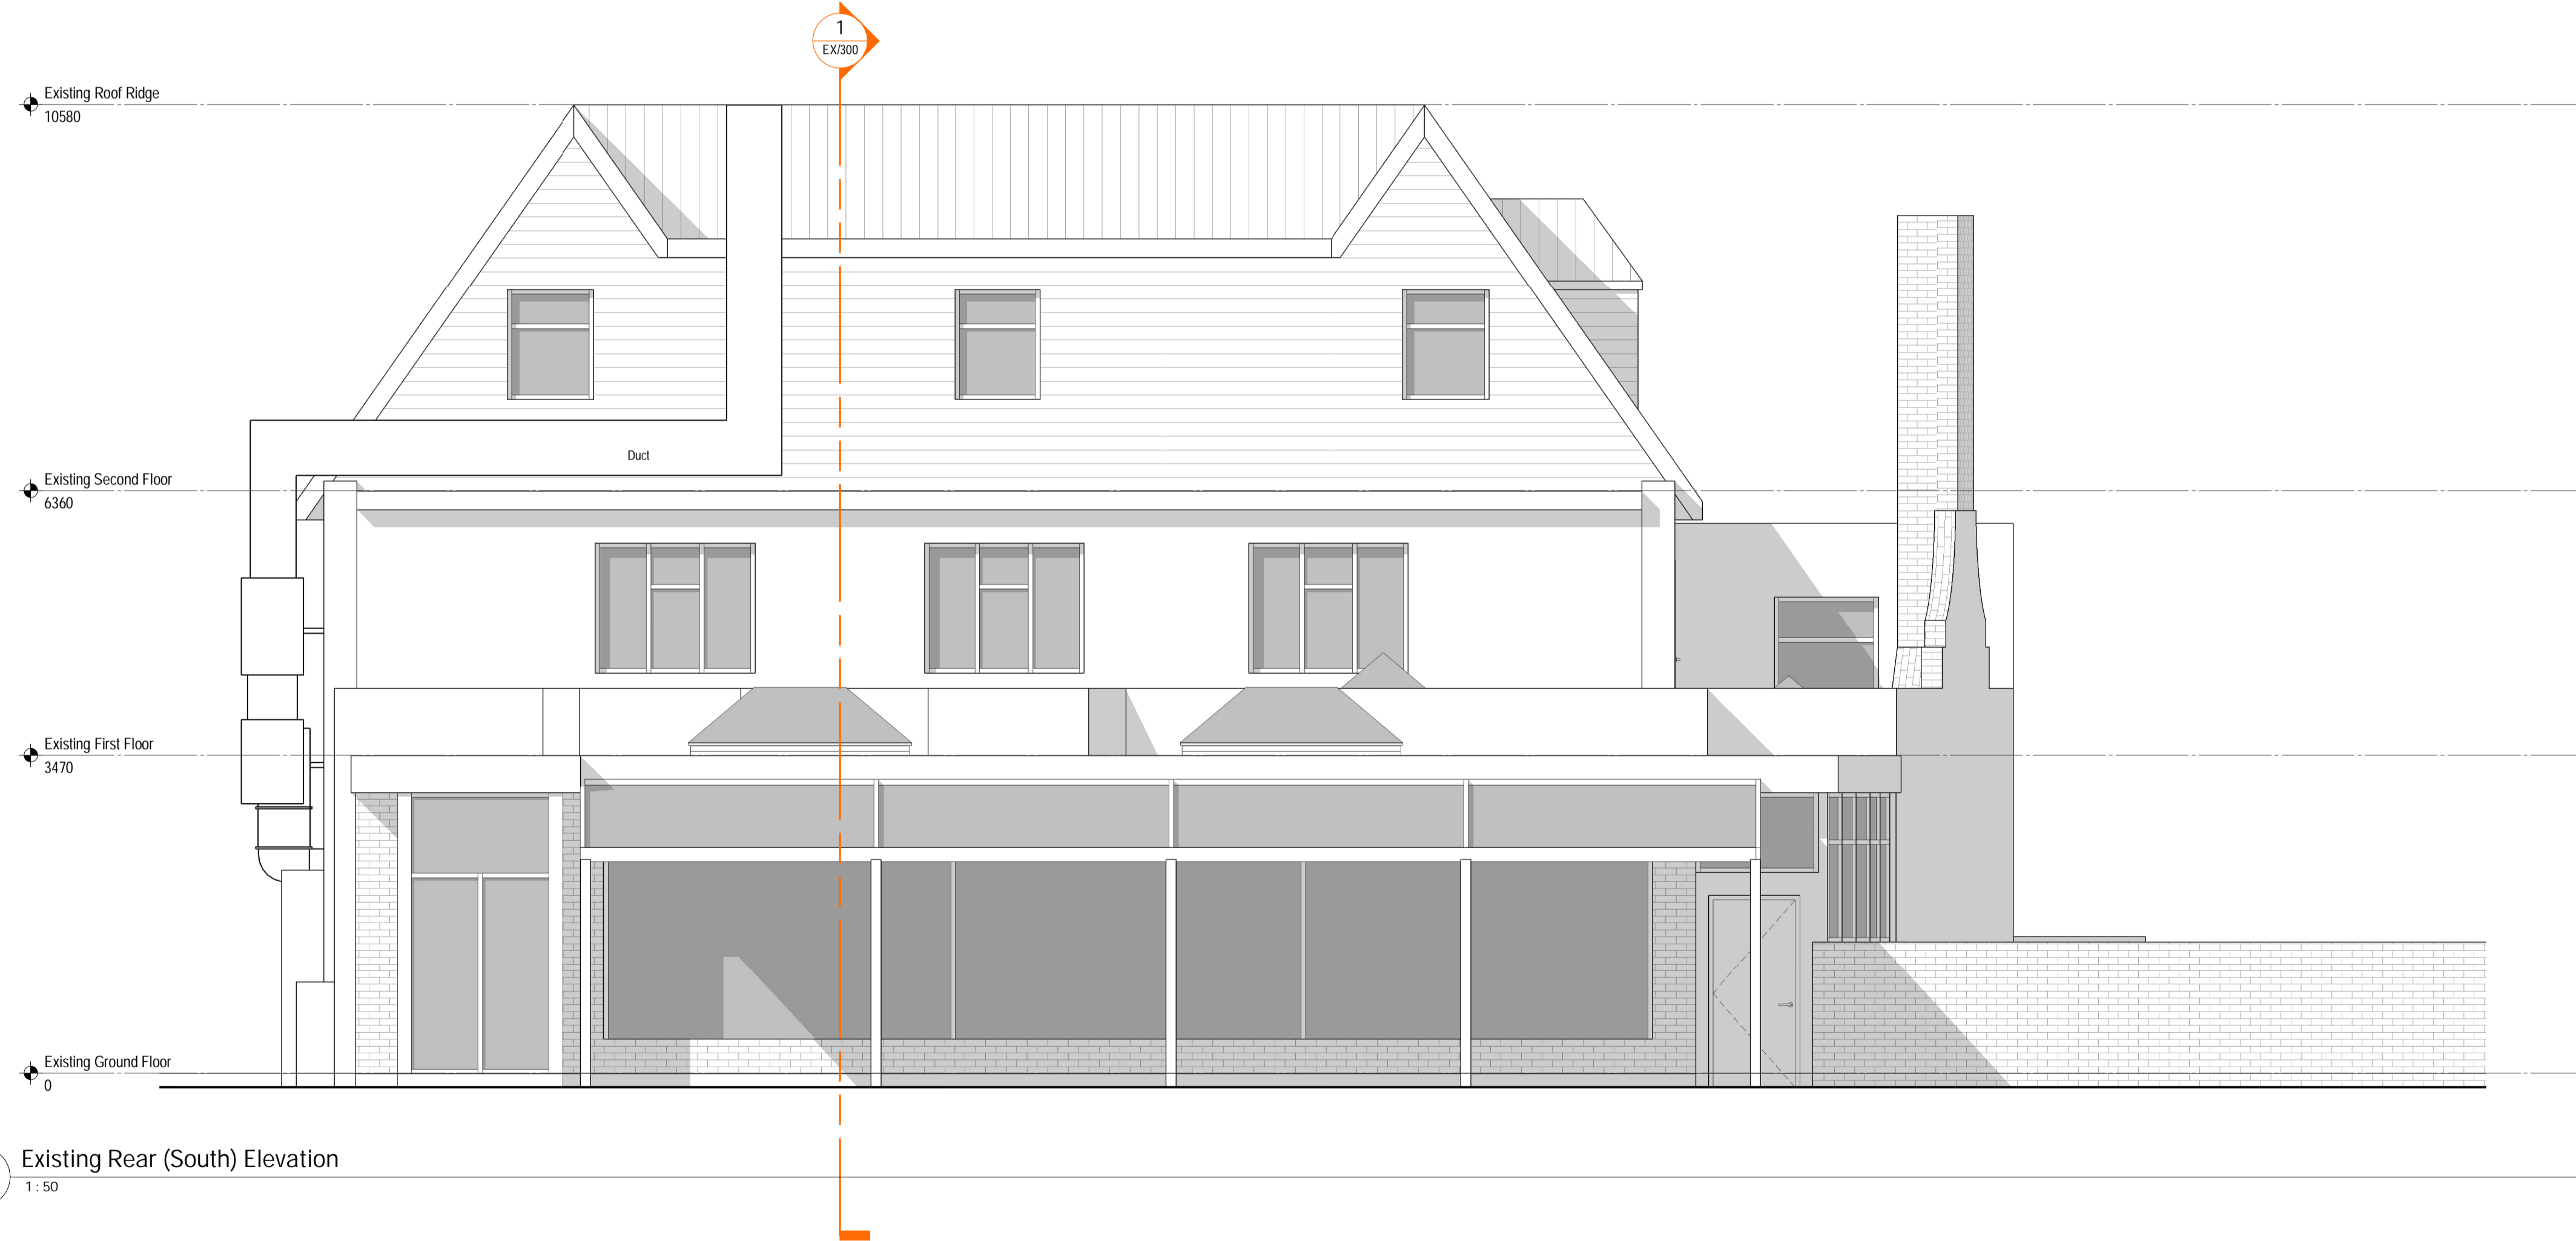 1
EX/300
Existing Roof Ridge
10580
Duct
Existing Second Floor
6360
Existing First Floor
3470
Existing Ground Floor
0
Existing Rear (South) Elevation
1 : 50